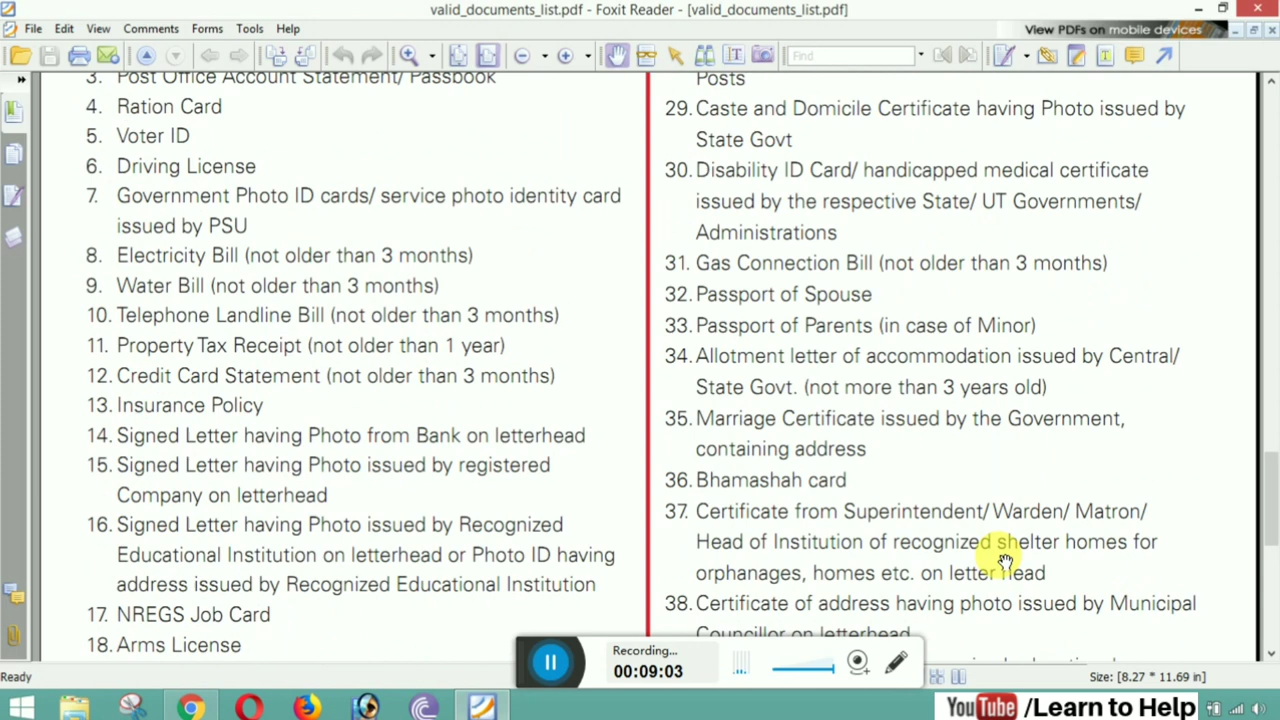 valid_documents_list.pdf - Foxit Reader - [valid_documents_list.pdf]
File Edit View Comments Forms Tools Help
View PDFs on mobile devices
Find
3. Post Office Account Statement/ Passbook
4. Ration Card
5. Voter ID
6. Driving License
7. Government Photo ID cards/ service photo identity card
issued by PSU
8. Electricity Bill (not older than 3 months)
9. Water Bill (not older than 3 months)
10. Telephone Landline Bill (not older than 3 months)
11. Property Tax Receipt (not older than 1 year)
12. Credit Card Statement (not older than 3 months)
13. Insurance Policy
14. Signed Letter having Photo from Bank on letterhead
15. Signed Letter having Photo issued by registered
Company on letterhead
16. Signed Letter having Photo issued by Recognized
Educational Institution on letterhead or Photo ID having
address issued by Recognized Educational Institution
17. NREGS Job Card
18. Arms License
Posts
29. Caste and Domicile Certificate having Photo issued by
State Govt
30. Disability ID Card/ handicapped medical certificate
issued by the respective State/ UT Governments/
Administrations
31. Gas Connection Bill (not older than 3 months)
32. Passport of Spouse
33. Passport of Parents (in case of Minor)
34. Allotment letter of accommodation issued by Central/
State Govt. (not more than 3 years old)
35. Marriage Certificate issued by the Government,
containing address
36. Bhamashah card
37. Certificate from Superintendent/ Warden/ Matron/
Head of Institution of recognized shelter homes for
orphanages, homes etc. on letter head
38. Certificate of address having photo issued by Municipal
Councillor on letterhead
Recording...
00:09:03
Ready
Size: [8.27 * 11.69 in]
YouTube /Learn to Help